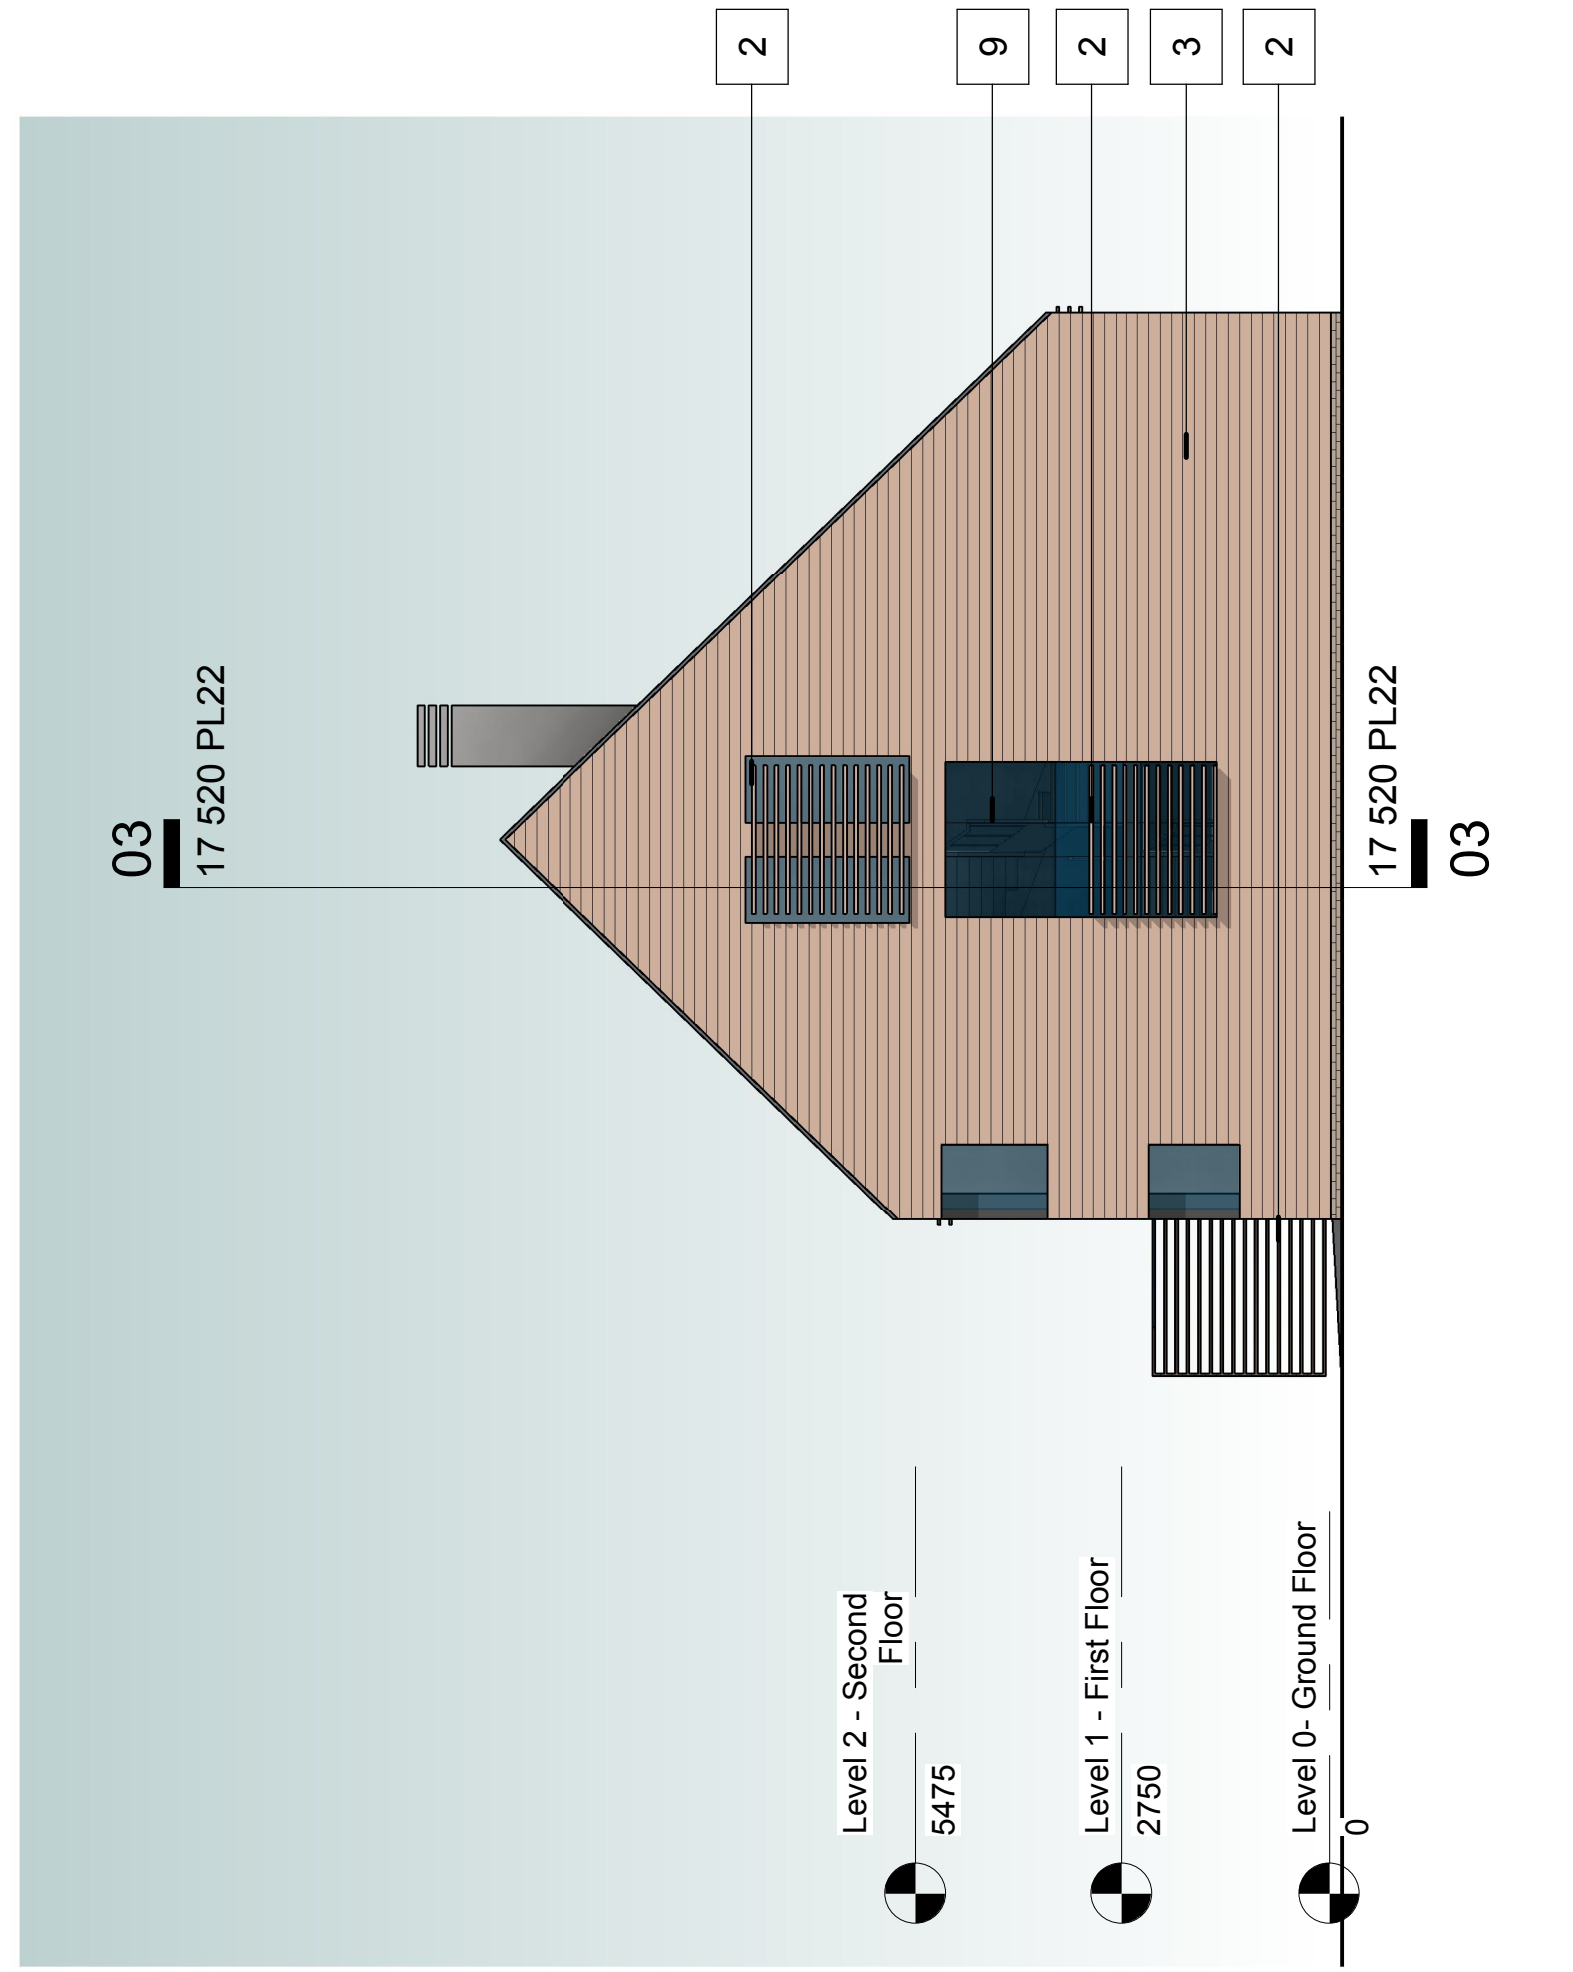 03
17 520 PL22
Level 2 - Second
Floor
5475
Level 1 - First Floor
2750
Level 0- Ground Floor
0
2
9
2
3
2
17 520 PL22
03